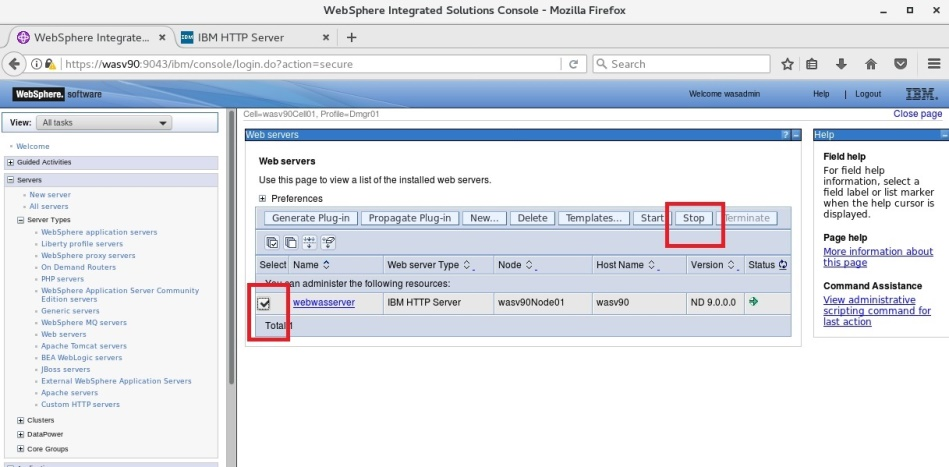 WebSphere Integrated Solutions Console - Mozilla Firefox
WebSphere Integrate... × IBM HTTP Server × +
https://wasv90:9043/ibm/console/login.do?action=secure Search
WebSphere. software Welcome wasadmin Help | Logout IBM.
View: All tasks
Cell=wasv90Cell01, Profile=Dmgr01 Close page
Welcome
Guided Activities
Servers
New server
All servers
Server Types
WebSphere application servers
Liberty profile servers
WebSphere proxy servers
On Demand Routers
PHP servers
WebSphere Application Server Community
Edition servers
Generic servers
WebSphere MQ servers
Web servers
Apache Tomcat servers
BEA WebLogic servers
JBoss servers
External WebSphere Application Servers
Apache servers
Custom HTTP servers
Clusters
DataPower
Core Groups
Web servers ? –
Web servers
Use this page to view a list of the installed web servers.
Preferences
Generate Plug-in Propagate Plug-in New... Delete Templates... Start Stop Terminate
Select Name Web server Type Node Host Name Version Status
You can administer the following resources:
webwasserver IBM HTTP Server wasv90Node01 wasv90 ND 9.0.0.0
Total 1
Help
Field help
For field help
information, select a
field label or list marker
when the help cursor is
displayed.
Page help
More information about
this page
Command Assistance
View administrative
scripting command for
last action